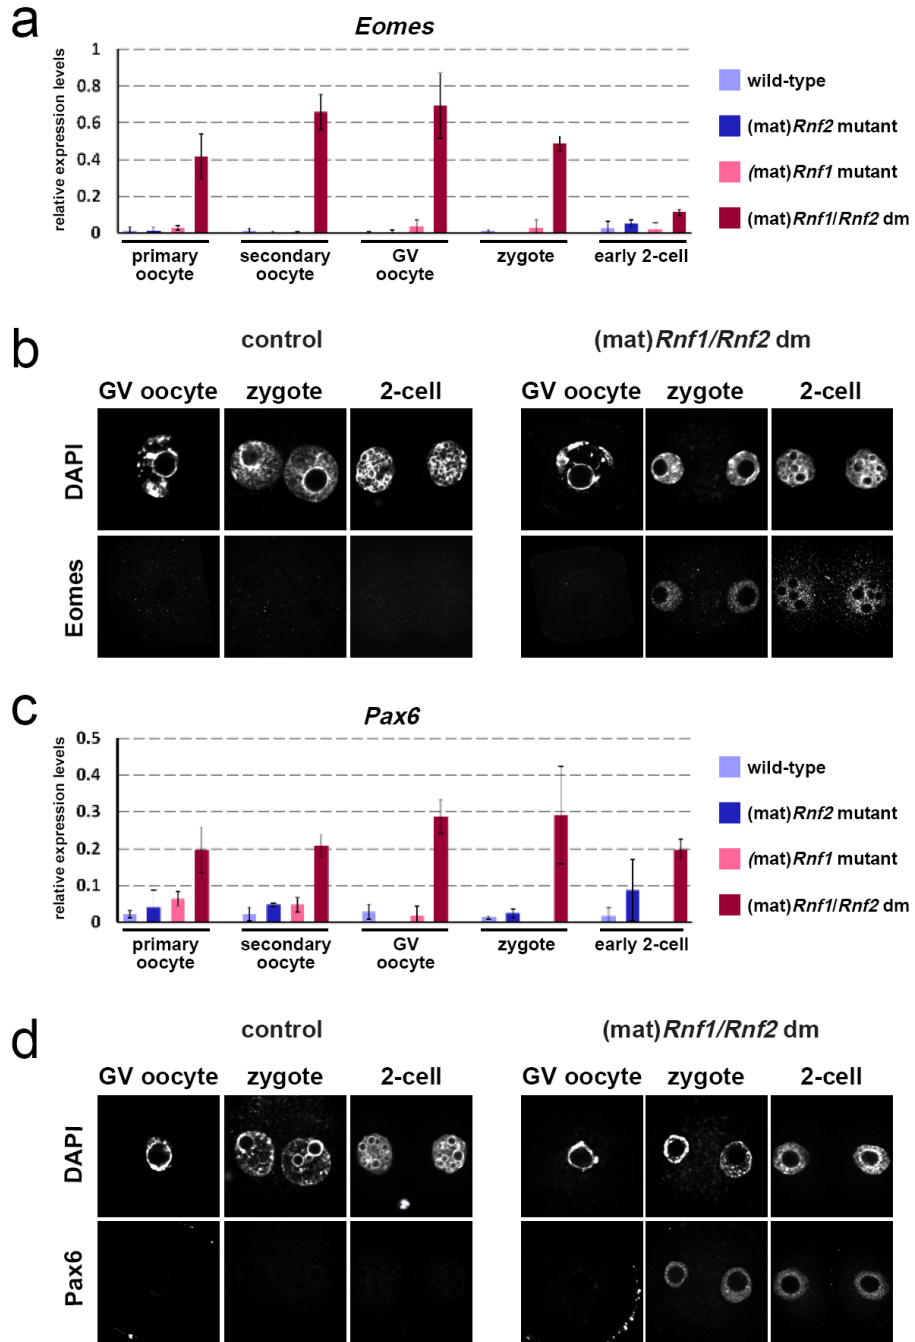 a
Eomes
relative expression levels
1
0.8
0.6
0.4
0.2
0
primary
oocyte
secondary
oocyte
GV
oocyte
zygote
early 2-cell
wild-type
(mat)Rnf2 mutant
(mat)Rnf1 mutant
(mat)Rnf1/Rnf2 dm
b
control
(mat)Rnf1/Rnf2 dm
GV oocyte zygote 2-cell
GV oocyte zygote 2-cell
DAPI
Eomes
c
Pax6
relative expression levels
0.5
0.4
0.3
0.2
0.1
0
primary
oocyte
secondary
oocyte
GV
oocyte
zygote
early 2-cell
wild-type
(mat)Rnf2 mutant
(mat)Rnf1 mutant
(mat)Rnf1/Rnf2 dm
d
control
(mat)Rnf1/Rnf2 dm
GV oocyte zygote 2-cell
GV oocyte zygote 2-cell
DAPI
Pax6